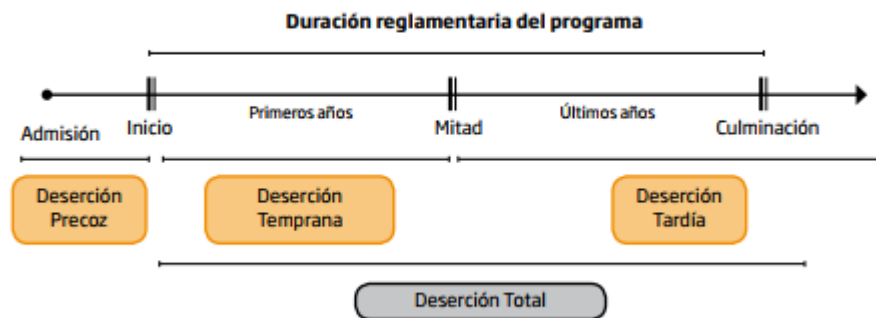 Duración reglamentaria del programa
Primeros años
Últimos años
Admisión
Inicio
Mitad
Culminación
Deserción
Precoz
Deserción
Temprana
Deserción
Tardía
Deserción Total